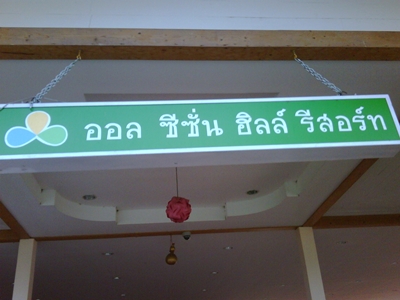 ออล ซีซั่น ฮิลล์ รีสอร์ท